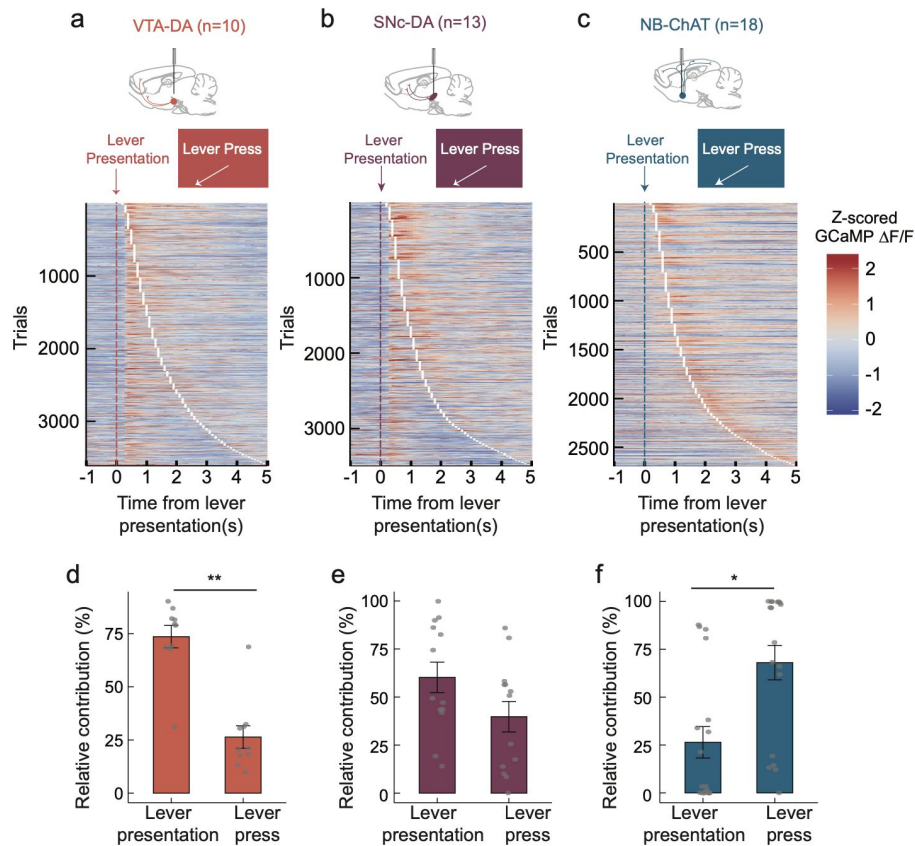 a
VTA-DA (n=10)
b
SNc-DA (n=13)
c
NB-ChAT (n=18)
Lever
Presentation
Lever Press
Lever
Presentation
Lever Press
Lever
Presentation
Lever Press
Trials
1000
2000
3000
-1 0 1 2 3 4 5
Time from lever
presentation(s)
Trials
1000
2000
3000
-1 0 1 2 3 4 5
Time from lever
presentation(s)
Trials
500
1000
1500
2000
2500
-1 0 1 2 3 4 5
Time from lever
presentation(s)
Z-scored
GCaMP ΔF/F
2
1
0
-1
-2
d
**
Relative contribution (%)
75
50
25
0
Lever
presentation
Lever
press
e
Relative contribution (%)
100
75
50
25
0
Lever
presentation
Lever
press
f
*
Relative contribution (%)
100
75
50
25
0
Lever
presentation
Lever
press